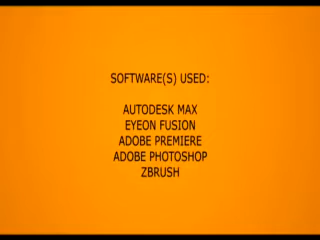 SOFTWARE(S) USED:
AUTODESK MAX
EYEON FUSION
ADOBE PREMIERE
ADOBE PHOTOSHOP
ZBRUSH